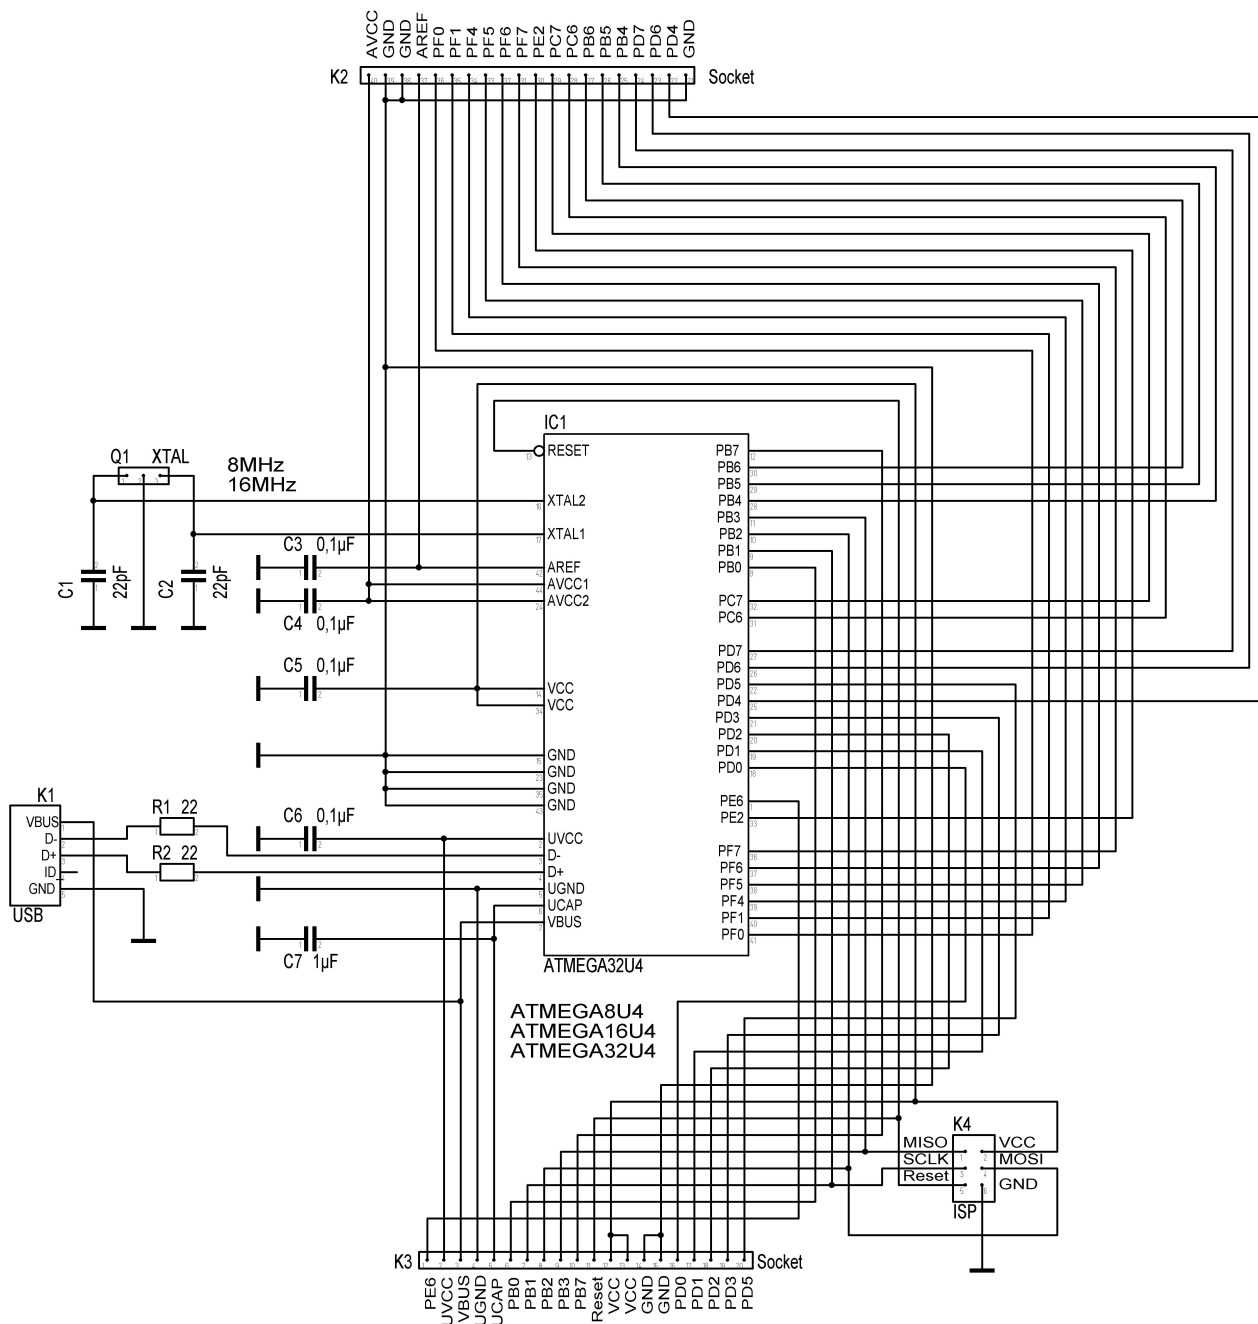 AVCC
GND
GND
AREF
PF0
PF1
PF4
PF5
PF6
PF7
PE2
PC7
PC6
PB6
PB5
PB4
PD7
PD6
PD4
GND
K2
Socket
IC1
RESET
XTAL2
XTAL1
AREF
AVCC1
AVCC2
VCC
VCC
GND
GND
GND
GND
UVCC
D-
D+
UGND
UCAP
VBUS
PB7
PB6
PB5
PB4
PB3
PB2
PB1
PB0
PC7
PC6
PD7
PD6
PD5
PD4
PD3
PD2
PD1
PD0
PE6
PE2
PF7
PF6
PF5
PF4
PF1
PF0
ATMEGA32U4
Q1 XTAL
8MHz
16MHz
C1 22pF
C2 22pF
C3 0,1µF
C4 0,1µF
C5 0,1µF
C6 0,1µF
C7 1µF
K1
VBUS
D-
D+
ID
GND
USB
R1 22
R2 22
ATMEGA8U4
ATMEGA16U4
ATMEGA32U4
K4
MISO VCC
SCLK MOSI
Reset GND
ISP
K3
Socket
PE6
UVCC
VBUS
UGND
UCAP
PB0
PB1
PB2
PB3
PB7
Reset
VCC
VCC
GND
GND
PD0
PD1
PD2
PD3
PD5